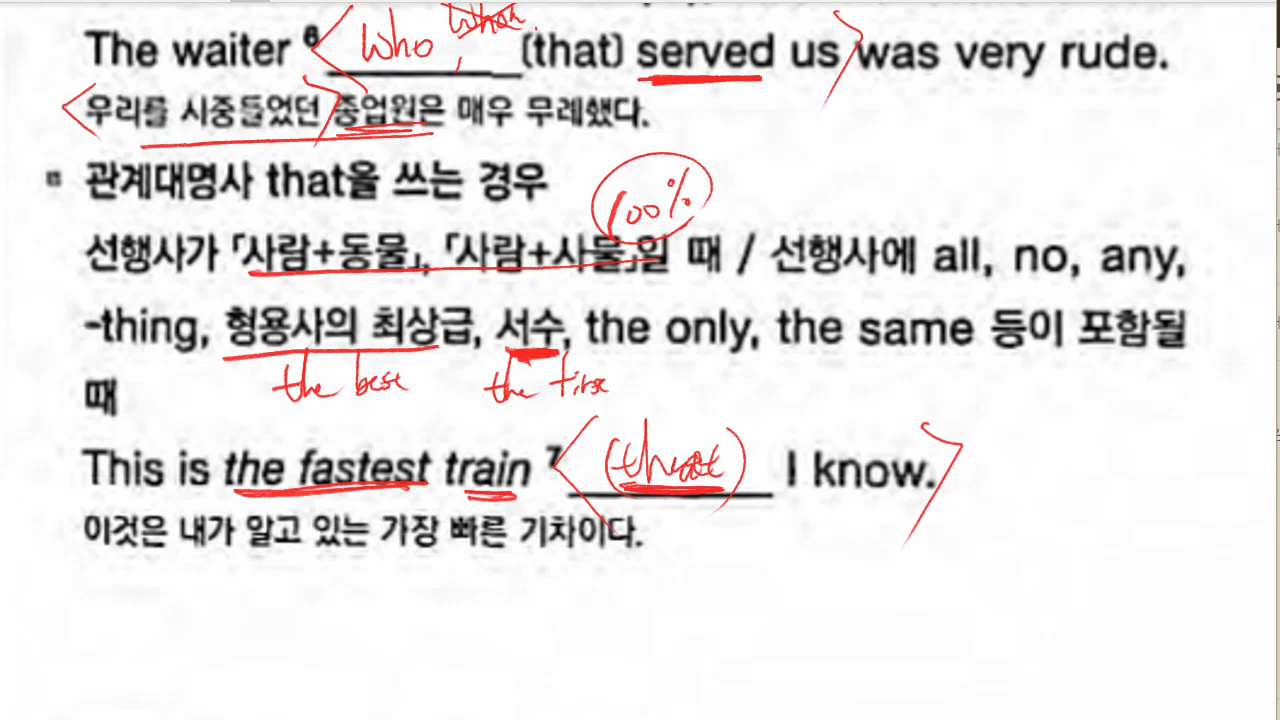 The waiter 6 who, whom (that) served us was very rude.
우리를 시중들었던 종업원은 매우 무례했다.
관계대명사 that을 쓰는 경우
100%
선행사가 「사람+동물」, 「사람+사물」일 때 / 선행사에 all, no, any,
-thing, 형용사의 최상급, 서수, the only, the same 등이 포함될
the best the first
때
This is the fastest train 7 (that) I know.
이것은 내가 알고 있는 가장 빠른 기차이다.